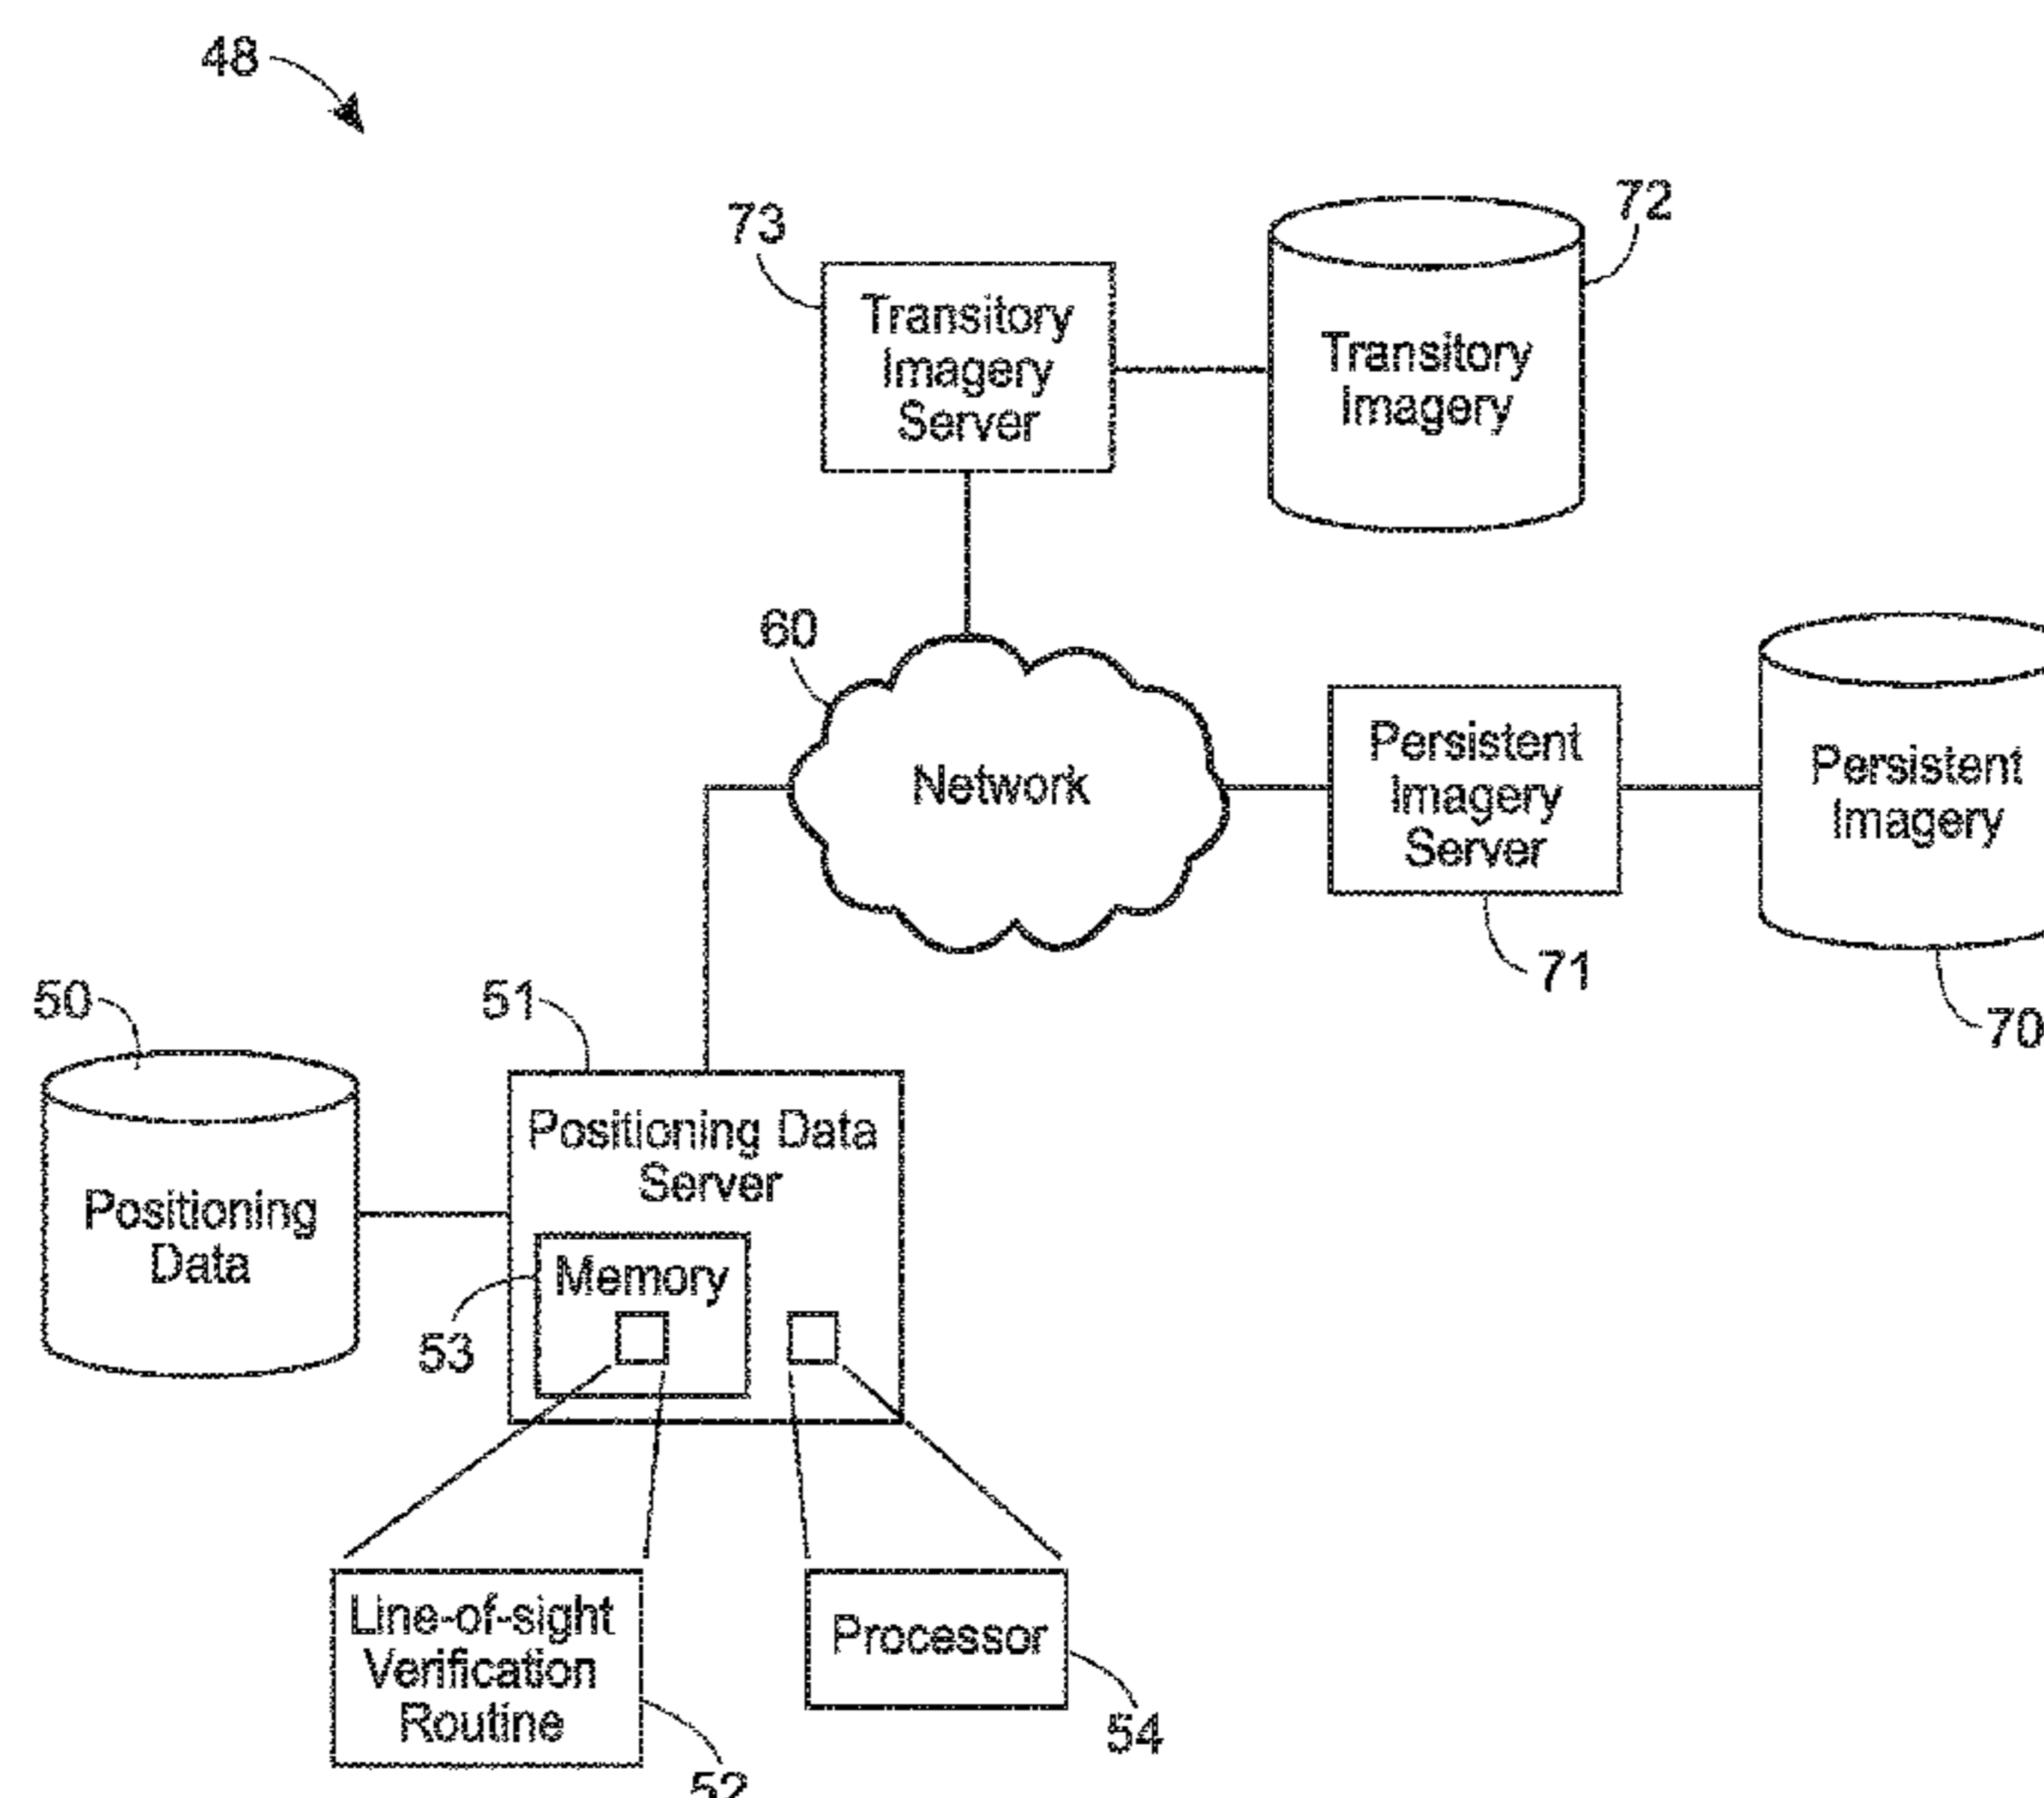 48
73
Transitory
Imagery
Server
72
Transitory
Imagery
60
Network
Persistent
Imagery
Server
71
Persistent
Imagery
70
50
Positioning
Data
51
Positioning Data
Server
Memory
53
Line-of-sight
Verification
Routine
52
Processor
54